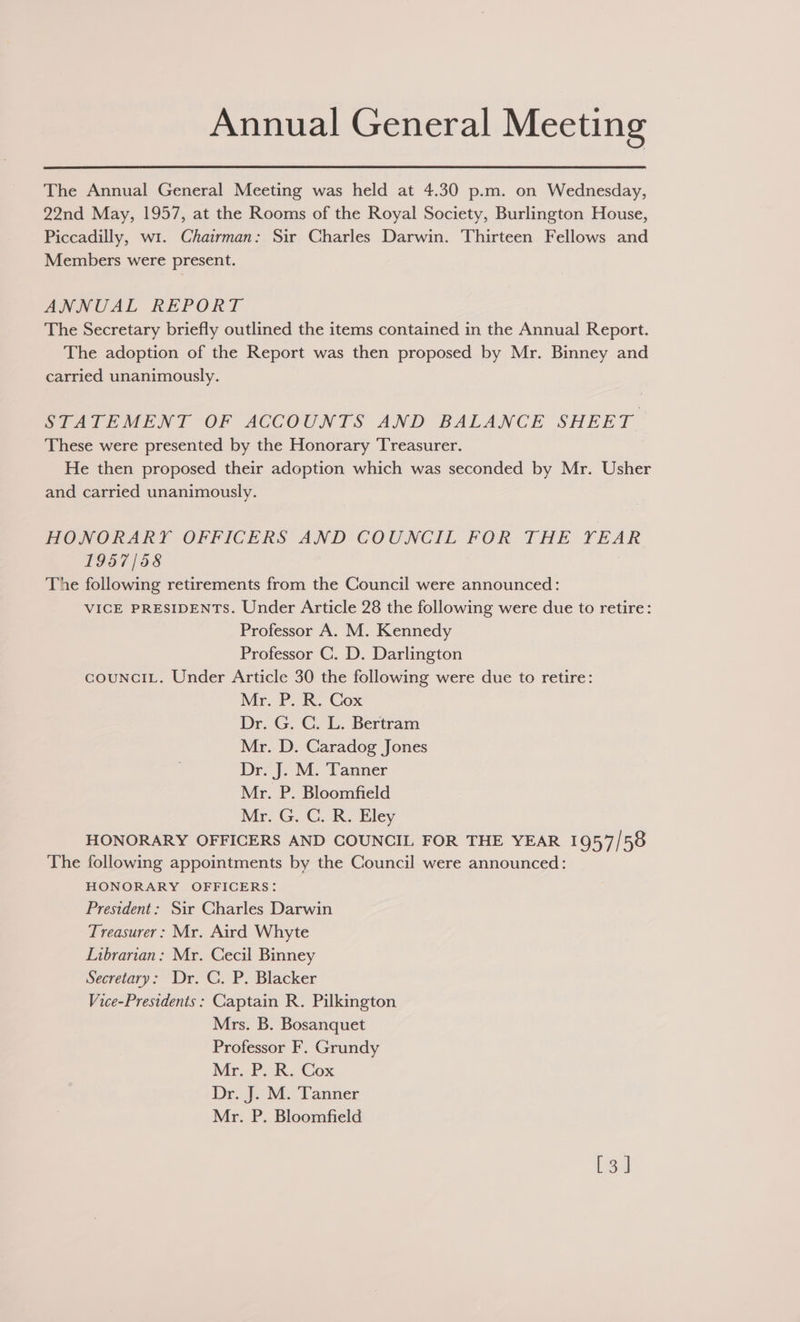 Annual General Meeting
The Annual General Meeting was held at 4.30 p.m. on Wednesday,
22nd May, 1957, at the Rooms of the Royal Society, Burlington House,
Piccadilly, W1. Chairman: Sir Charles Darwin. Thirteen Fellows and
Members were present.
ANNUAL REPORT
The Secretary briefly outlined the items contained in the Annual Report.
The adoption of the Report was then proposed by Mr. Binney and
carried unanimously.
STATEMENT OF ACCOUNTS AND BALANCE SHEET
These were presented by the Honorary Treasurer.
He then proposed their adoption which was seconded by Mr. Usher
and carried unanimously.
HONORARY OFFICERS AND COUNCIL FOR THE YEAR
1957/58
The following retirements from the Council were announced:
VICE PRESIDENTS. Under Article 28 the following were due to retire:
Professor A. M. Kennedy
Professor C. D. Darlington
COUNCIL. Under Article 30 the following were due to retire:
Mr. P. R. Cox
Dr. G. C. L. Bertram
Mr. D. Caradog Jones
Dr. J. M. Tanner
Mr. P. Bloomfield
Mr. G. C. R. Eley
HONORARY OFFICERS AND COUNCIL FOR THE YEAR 1957/58
The following appointments by the Council were announced:
HONORARY OFFICERS:
President: Sir Charles Darwin
Treasurer: Mr. Aird Whyte
Librarian: Mr. Cecil Binney
Secretary: Dr. C. P. Blacker
Vice-Presidents: Captain R. Pilkington
Mrs. B. Bosanquet
Professor F. Grundy
Mr. P. R. Cox
Dr. J. M. Tanner
Mr. P. Bloomfield
[3]